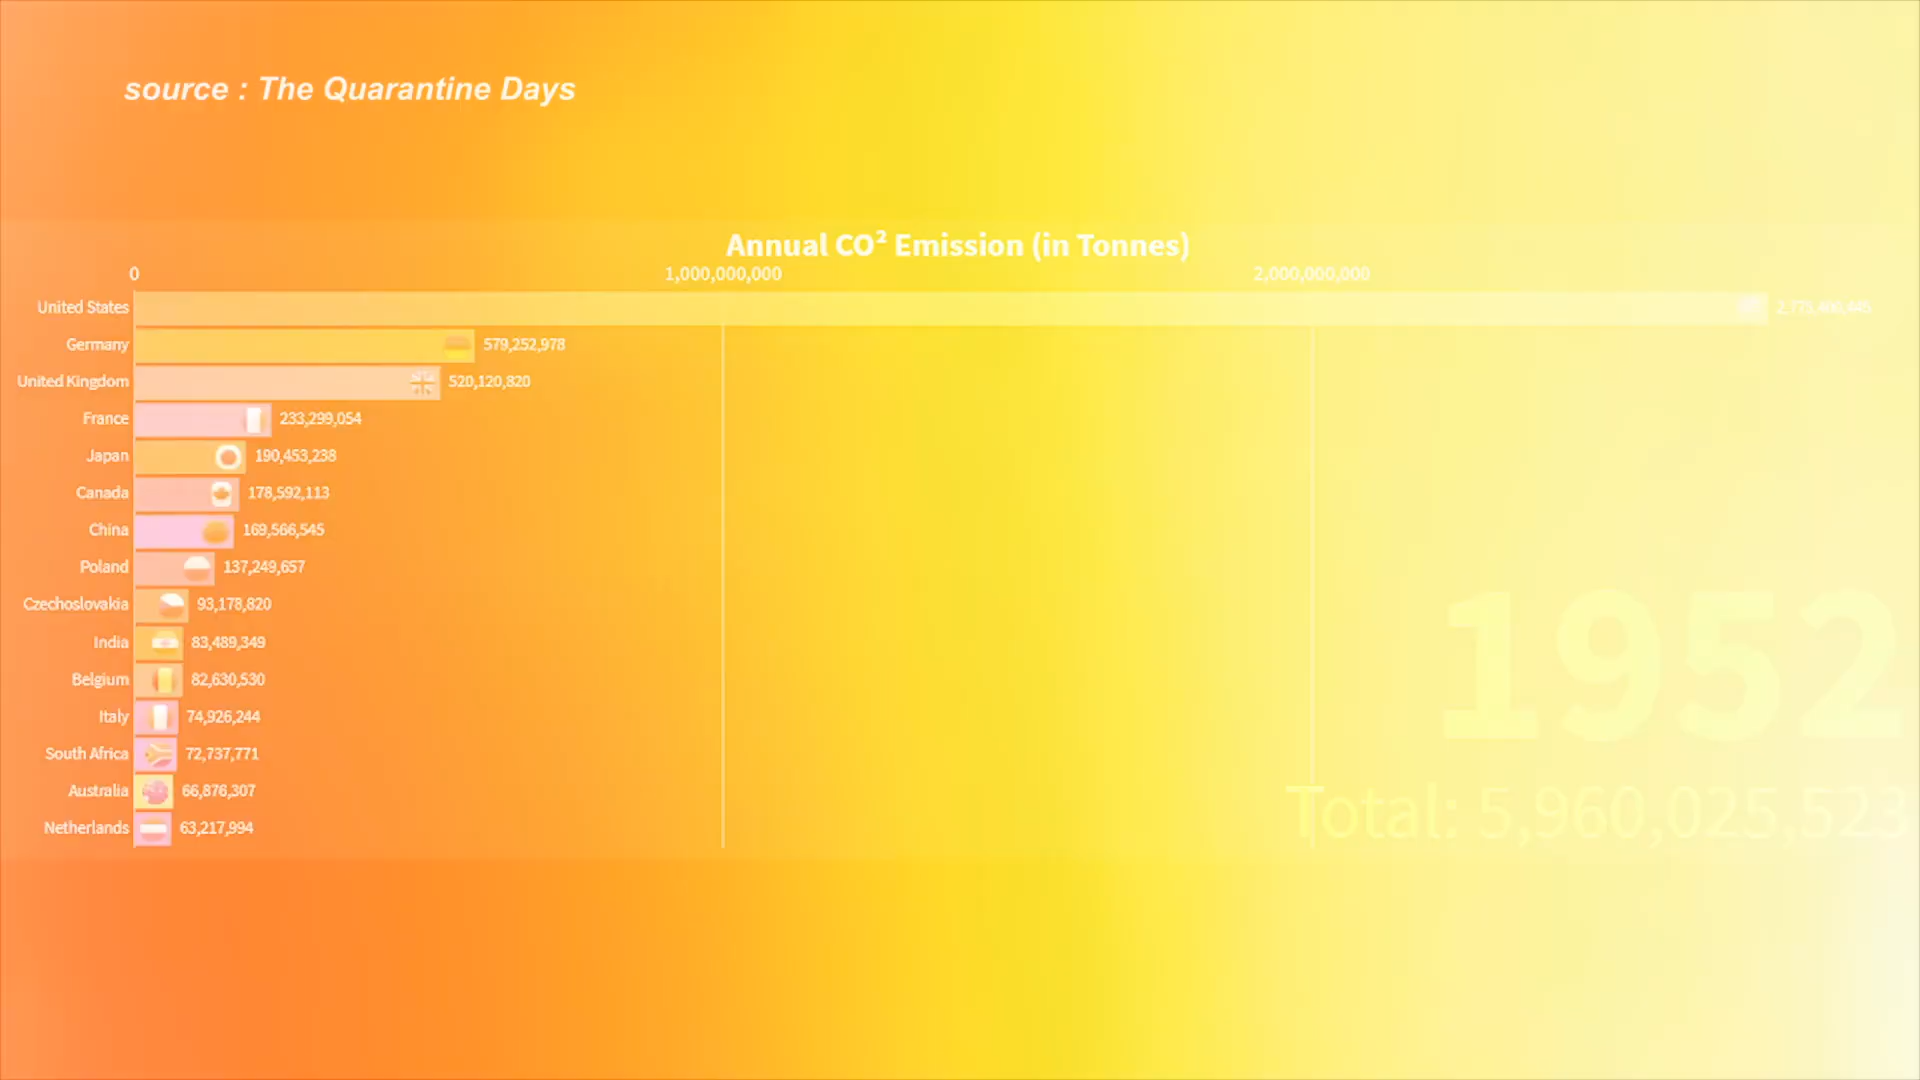 source : The Quarantine Days
Annual CO² Emission (in Tonnes)
0 1,000,000,000 2,000,000,000
United States
Germany 579,252,978
United Kingdom 520,120,820
France 233,299,054
Japan 190,453,238
Canada 178,592,113
China 169,566,545
Poland 137,249,657
Czechoslovakia 93,178,820
India 83,489,349
Belgium 82,630,530
Italy 74,926,244
South Africa 72,737,771
Australia 66,876,307
Netherlands 63,217,994
1952
Total: 5,960,025,523